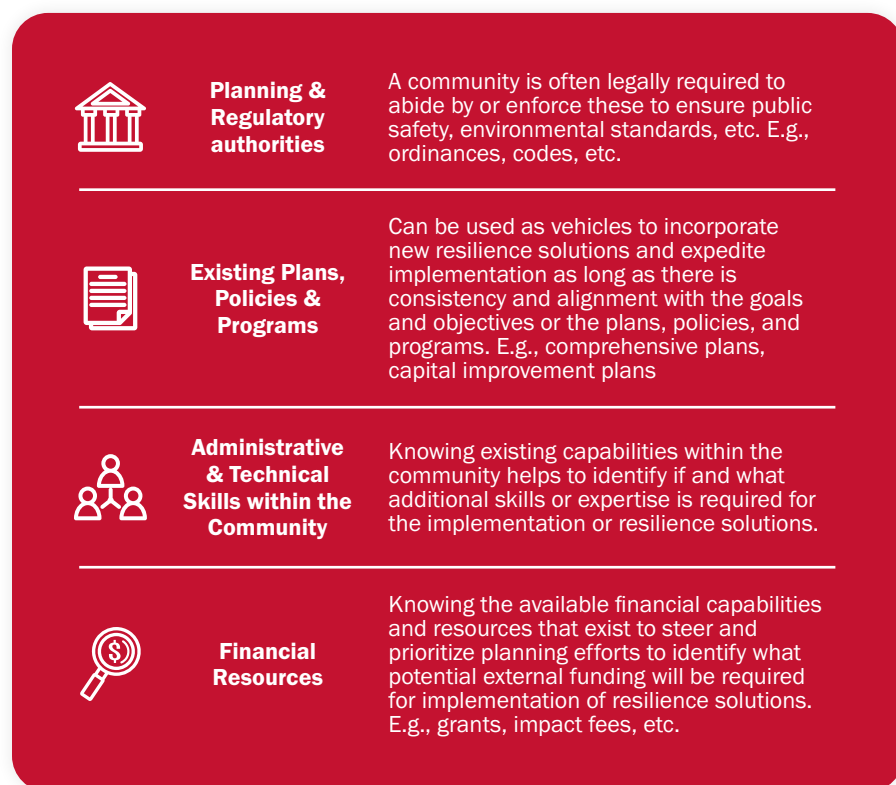 Planning &
Regulatory
authorities
A community is often legally required to
abide by or enforce these to ensure public
safety, environmental standards, etc. E.g.,
ordinances, codes, etc.
Existing Plans,
Policies &
Programs
Can be used as vehicles to incorporate
new resilience solutions and expedite
implementation as long as there is
consistency and alignment with the goals
and objectives or the plans, policies, and
programs. E.g., comprehensive plans,
capital improvement plans
Administrative
& Technical
Skills within the
Community
Knowing existing capabilities within the
community helps to identify if and what
additional skills or expertise is required for
the implementation or resilience solutions.
$
Financial
Resources
Knowing the available financial capabilities
and resources that exist to steer and
prioritize planning efforts to identify what
potential external funding will be required
for implementation of resilience solutions.
E.g., grants, impact fees, etc.